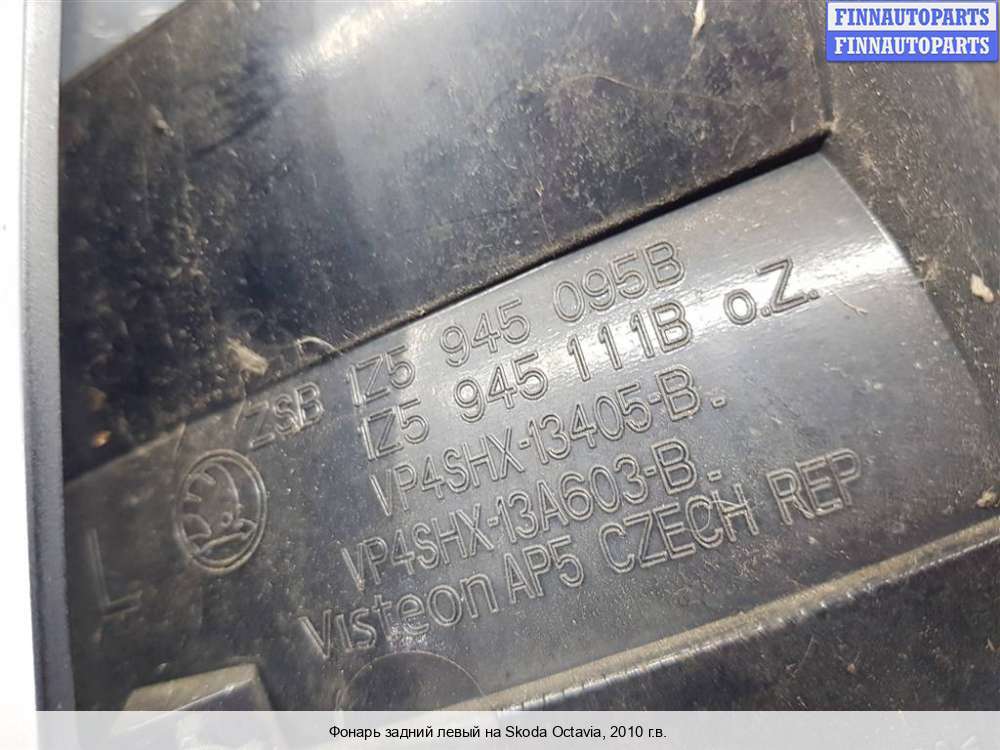 FINNAUTOPARTS
FINNAUTOPARTS
ZSB 1Z5 945 095B
1Z5 945 111B o.Z.
VP4SHX-13405-B-
VP4SHX-13A603-B-
L
Visteon AP5 CZECH REP
Фонарь задний левый на Skoda Octavia, 2010 г.в.